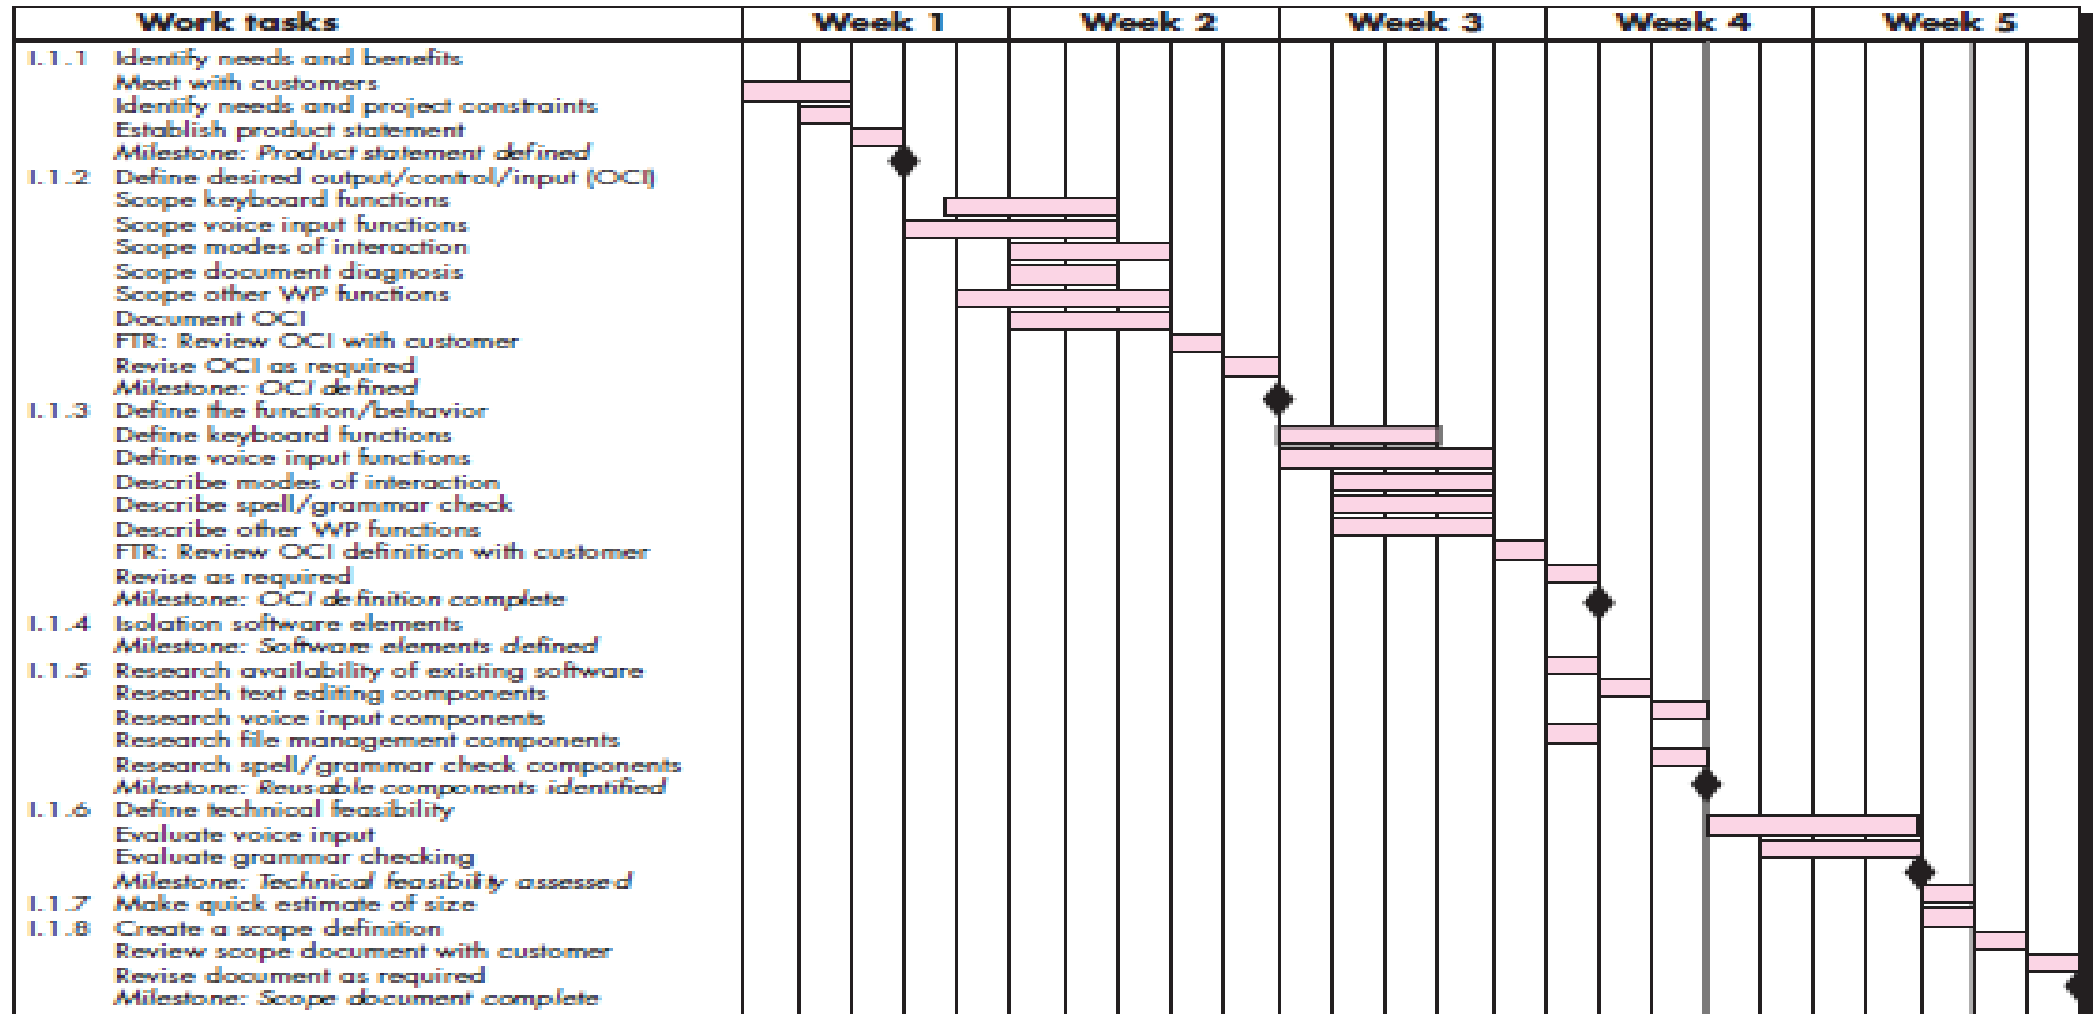 Work tasks Week 1 Week 2 Week 3 Week 4 Week 5
I.1.1 Identify needs and benefits
Meet with customers
Identify needs and project constraints
Establish product statement
Milestone: Product statement defined
I.1.2 Define desired output/control/input (OCI)
Scope keyboard functions
Scope voice input functions
Scope modes of interaction
Scope document diagnosis
Scope other WP functions
Document OCI
FTR: Review OCI with customer
Revise OCI as required
Milestone: OCI defined
I.1.3 Define the function/behavior
Define keyboard functions
Define voice input functions
Describe modes of interaction
Describe spell/grammar check
Describe other WP functions
FTR: Review OCI definition with customer
Revise as required
Milestone: OCI definition complete
I.1.4 Isolation software elements
Milestone: Software elements defined
I.1.5 Research availability of existing software
Research text editing components
Research voice input components
Research file management components
Research spell/grammar check components
Milestone: Reusable components identified
I.1.6 Define technical feasibility
Evaluate voice input
Evaluate grammar checking
Milestone: Technical feasibility assessed
I.1.7 Make quick estimate of size
I.1.8 Create a scope definition
Review scope document with customer
Revise document as required
Milestone: Scope document complete